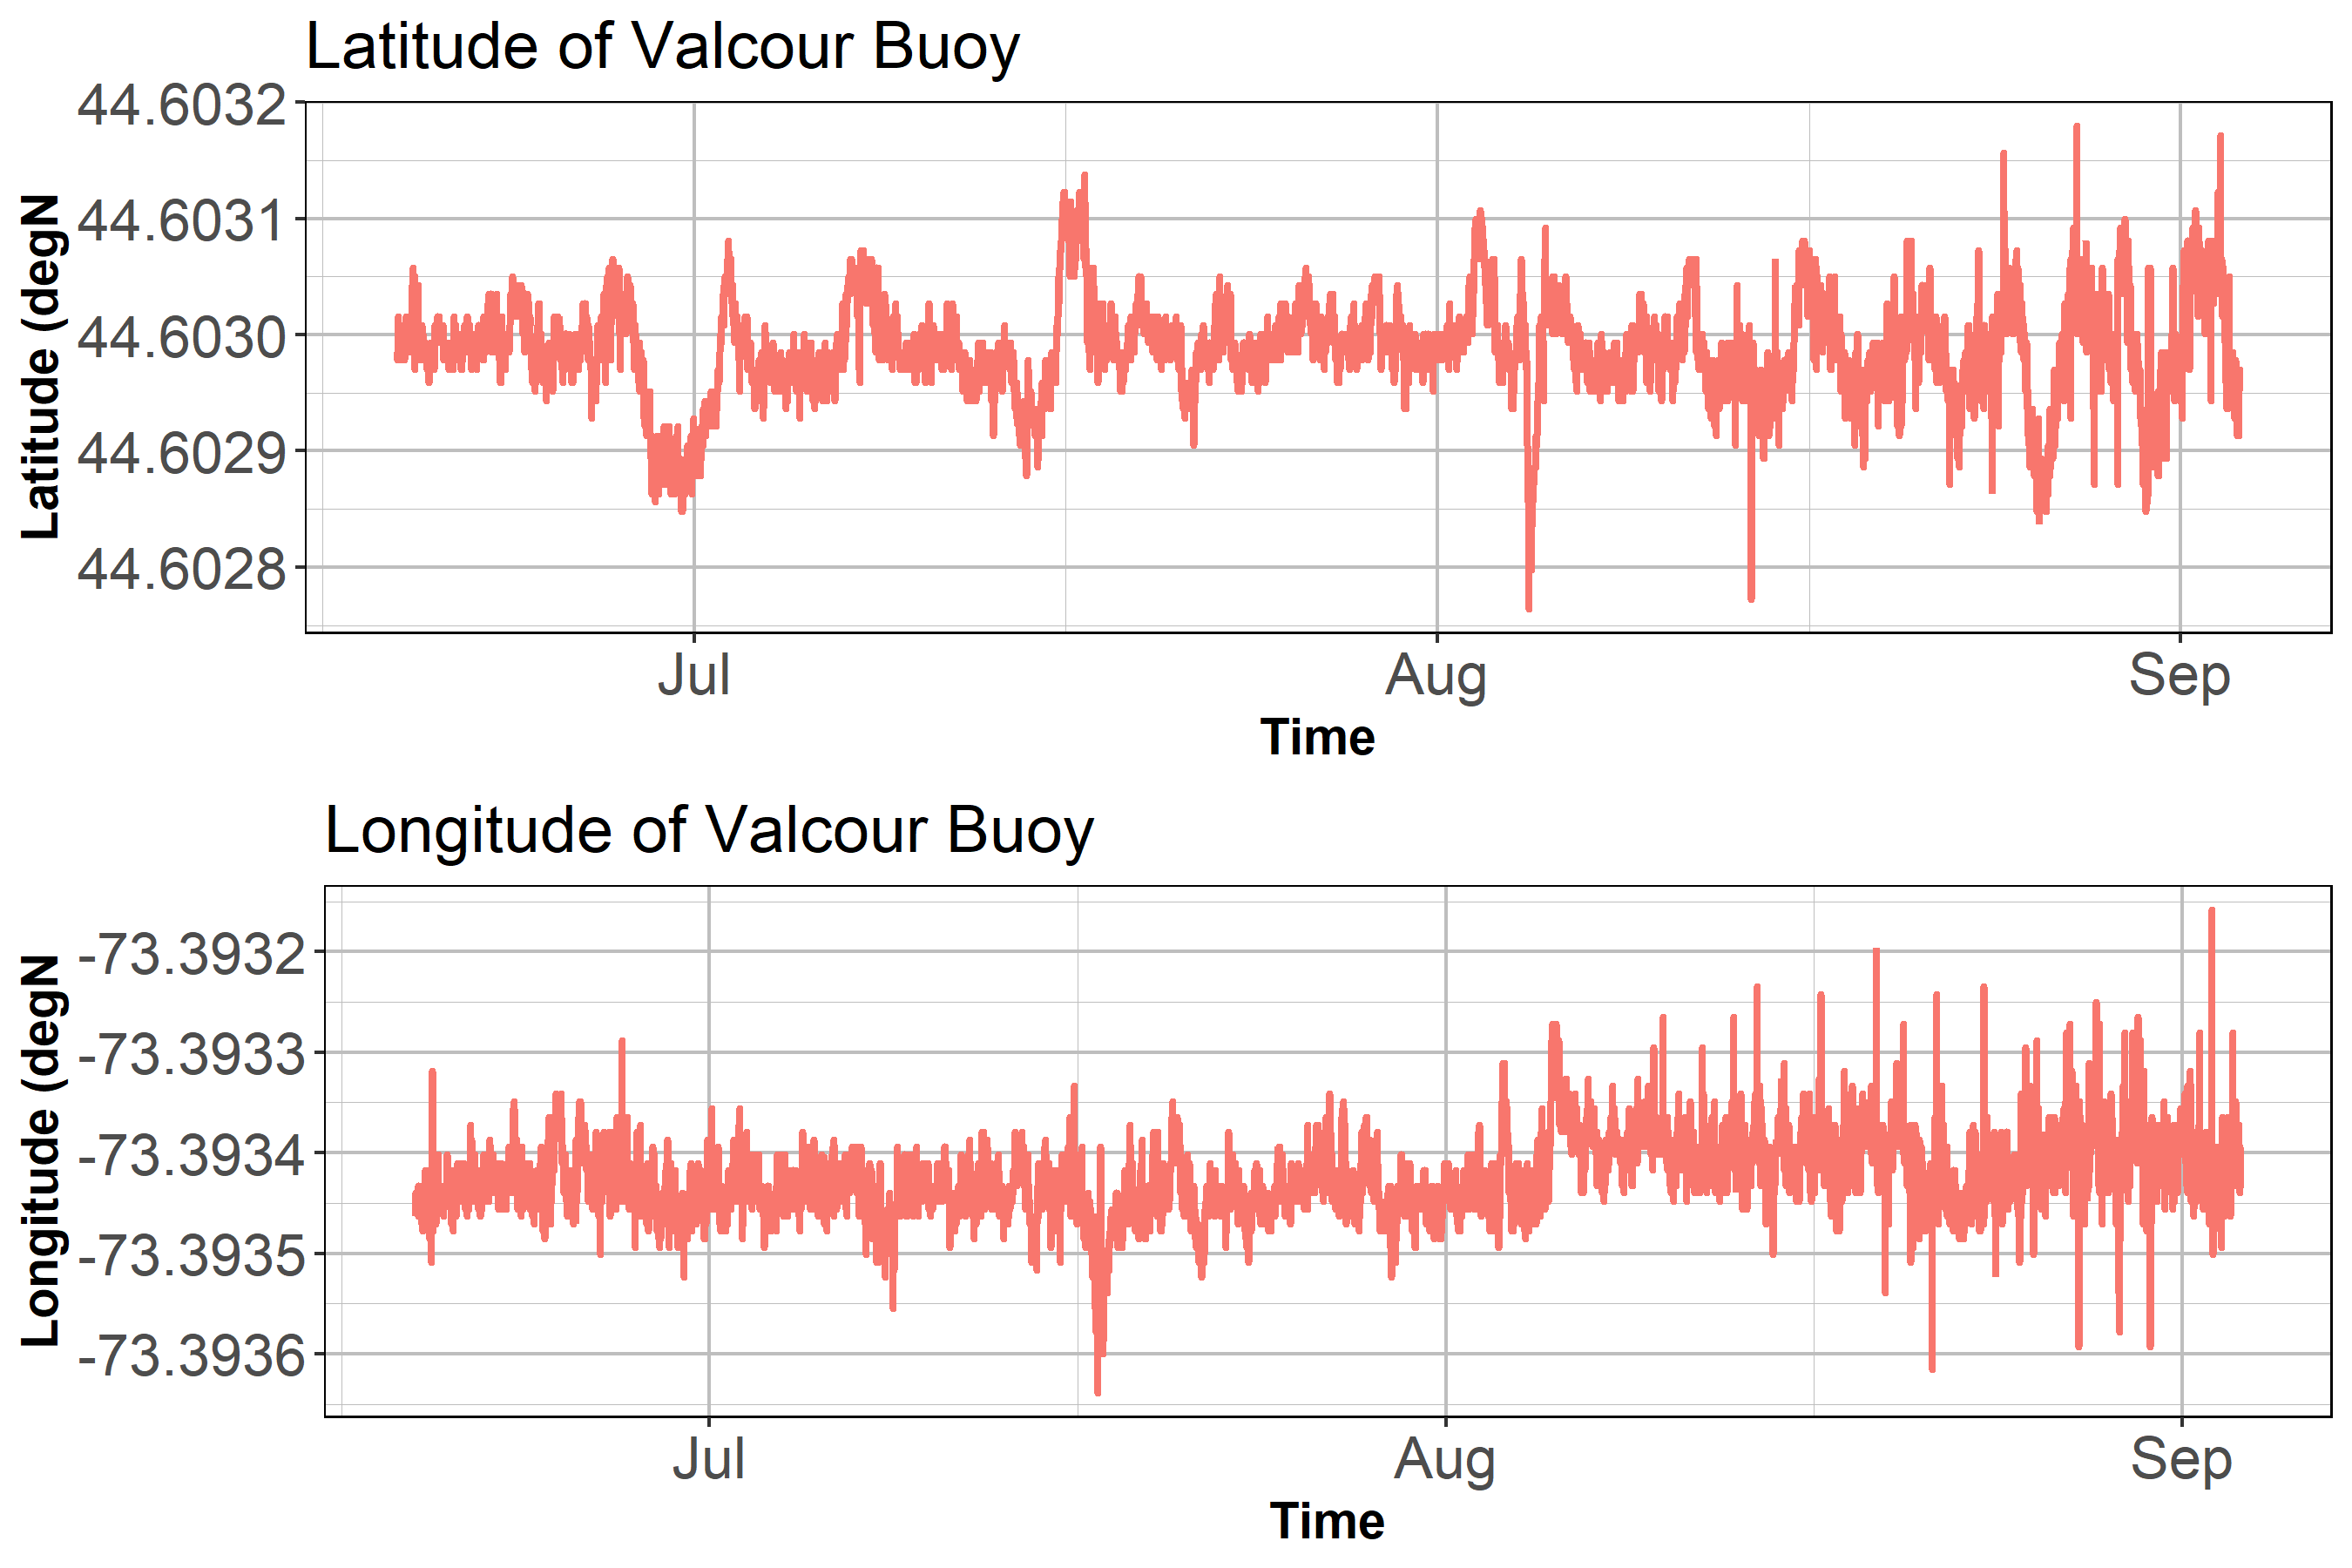 Latitude of Valcour Buoy
44.6032
44.6031
44.6030
44.6029
44.6028
Latitude (degN
Jul
Aug
Sep
Time
Longitude of Valcour Buoy
-73.3932
-73.3933
-73.3934
-73.3935
-73.3936
Longitude (degN
Jul
Aug
Sep
Time